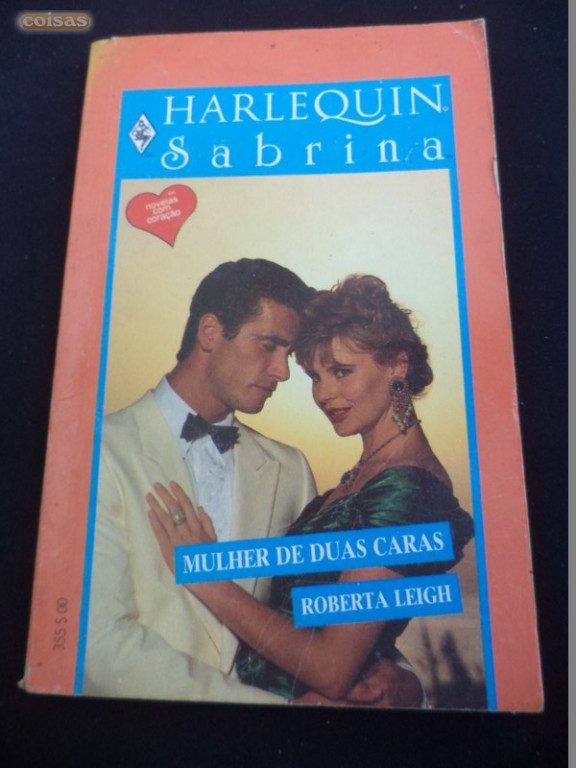 coisas
HARLEQUIN
Sabrina
novelas
com
coração
MULHER DE DUAS CARAS
ROBERTA LEIGH
355$00